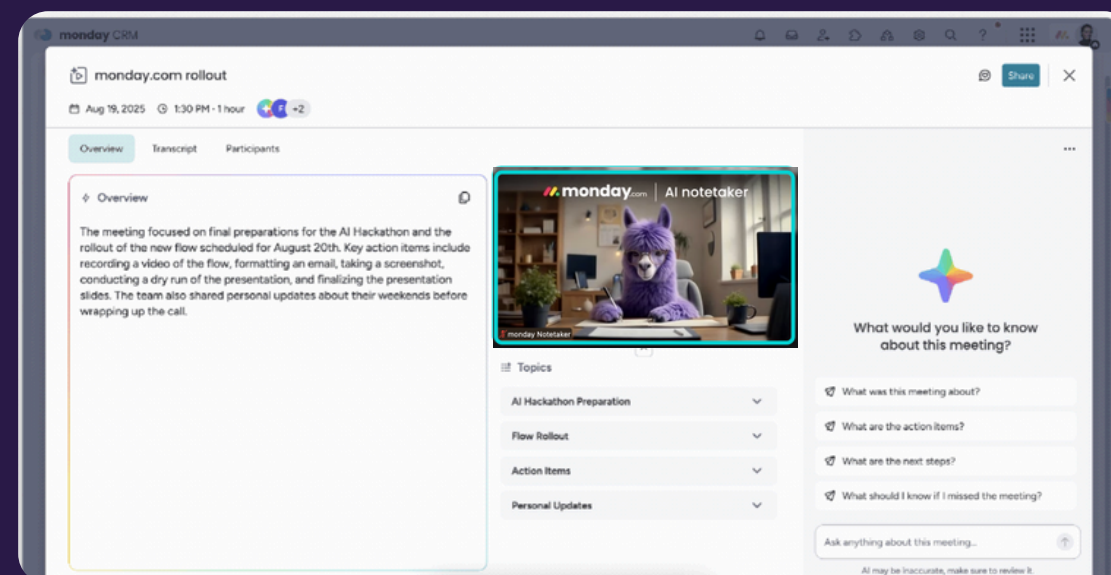 monday CRM
monday.com rollout
Share
Aug 19, 2025 1:30 PM - 1 hour F +2
Overview Transcript Participants
Overview
The meeting focused on final preparations for the AI Hackathon and the
rollout of the new flow scheduled for August 20th. Key action items include
recording a video of the flow, formatting an email, taking a screenshot,
conducting a dry run of the presentation, and finalizing the presentation
slides. The team also shared personal updates about their weekends before
wrapping up the call.
monday.com | AI notetaker
monday Notetaker
Topics
AI Hackathon Preparation
Flow Rollout
Action Items
Personal Updates
What would you like to know
about this meeting?
What was this meeting about?
What are the action items?
What are the next steps?
What should I know if I missed the meeting?
Ask anything about this meeting...
AI may be inaccurate, make sure to review it.